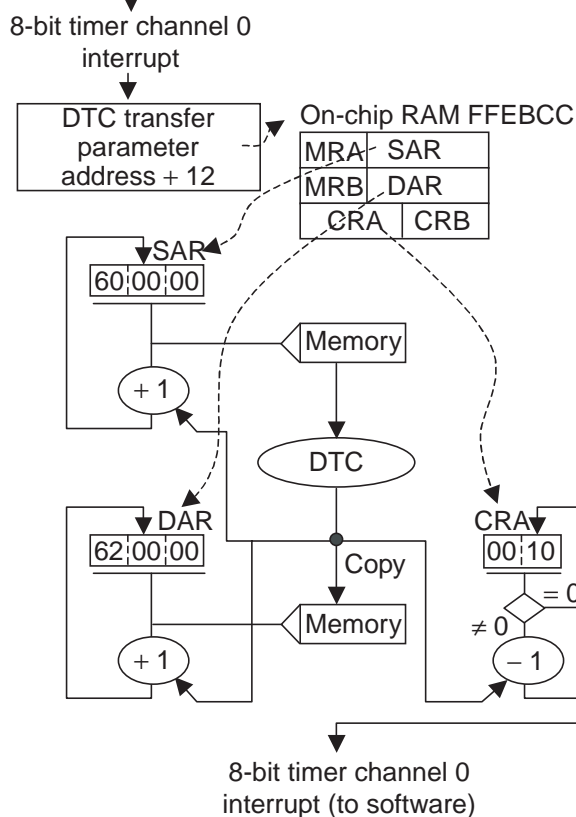 8-bit timer channel 0
interrupt
DTC transfer
parameter
address + 12
On-chip RAM FFEBCC
MRA SAR
MRB DAR
CRA CRB
SAR
60 00 00
Memory
+ 1
DTC
DAR
62 00 00
CRA
00 10
Copy
= 0
≠ 0
Memory
+ 1
− 1
8-bit timer channel 0
interrupt (to software)